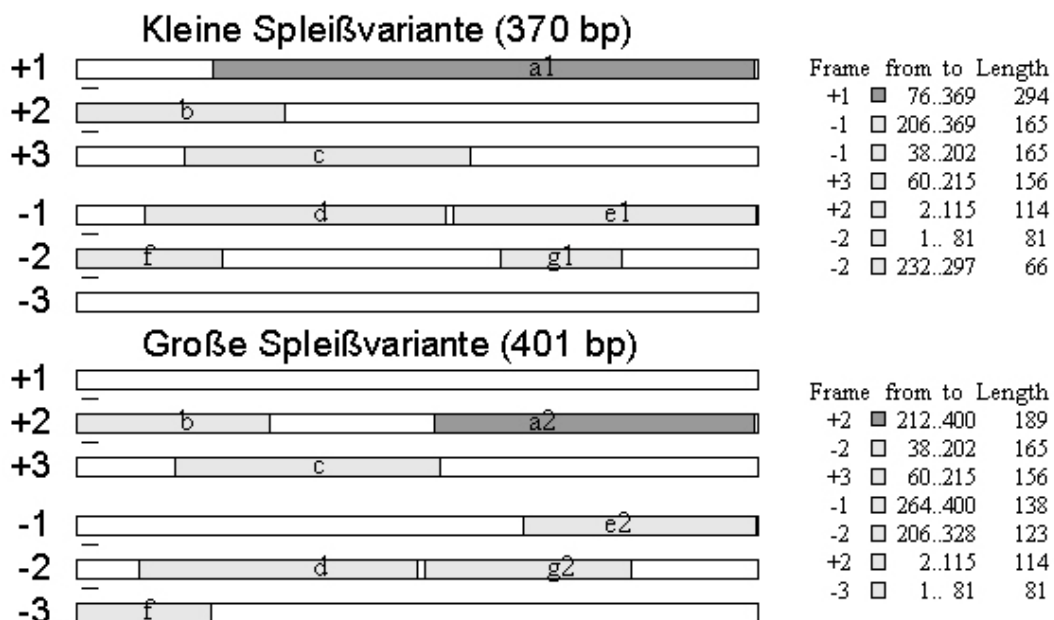 Kleine Spleißvariante (370 bp)
+1 a1
+2 b
+3 c
-1 d e1
-2 f g1
-3
Frame from to Length
+1 76..369 294
-1 206..369 165
-1 38..202 165
+3 60..215 156
+2 2..115 114
-2 1.. 81 81
-2 232..297 66
Große Spleißvariante (401 bp)
+1
+2 b a2
+3 c
-1 e2
-2 d g2
-3 f
Frame from to Length
+2 212..400 189
-2 38..202 165
+3 60..215 156
-1 264..400 138
-2 206..328 123
+2 2..115 114
-3 1.. 81 81